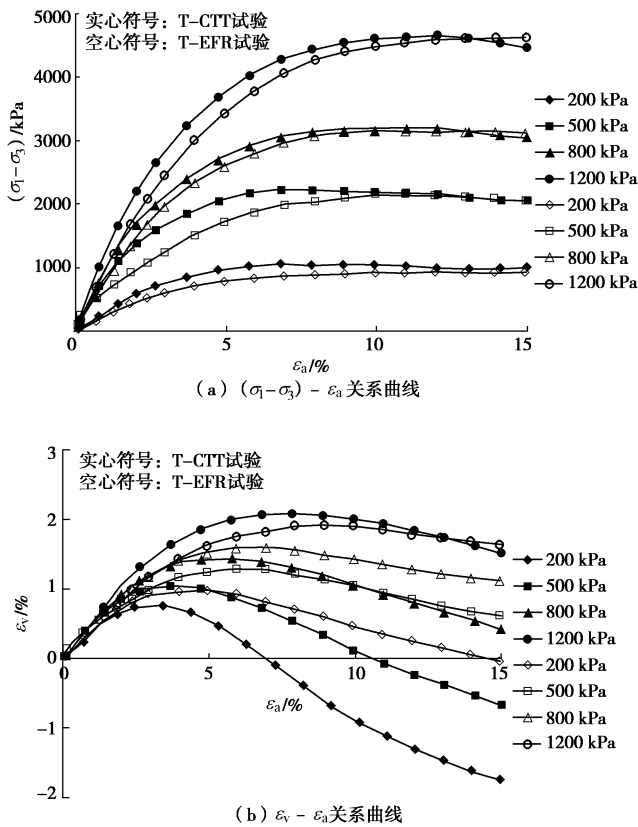 实心符号：T-CTT试验
空心符号：T-EFR试验
5000
4000
3000
2000
1000
0
5
10
15
(σ1-σ3)/kPa
εa/%
200 kPa
500 kPa
800 kPa
1200 kPa
200 kPa
500 kPa
800 kPa
1200 kPa
（a）(σ1-σ3) - εa 关系曲线
实心符号：T-CTT试验
空心符号：T-EFR试验
3
2
1
0
-1
-2
0
5
10
15
εv/%
εa/%
200 kPa
500 kPa
800 kPa
1200 kPa
200 kPa
500 kPa
800 kPa
1200 kPa
（b）εv - εa关系曲线